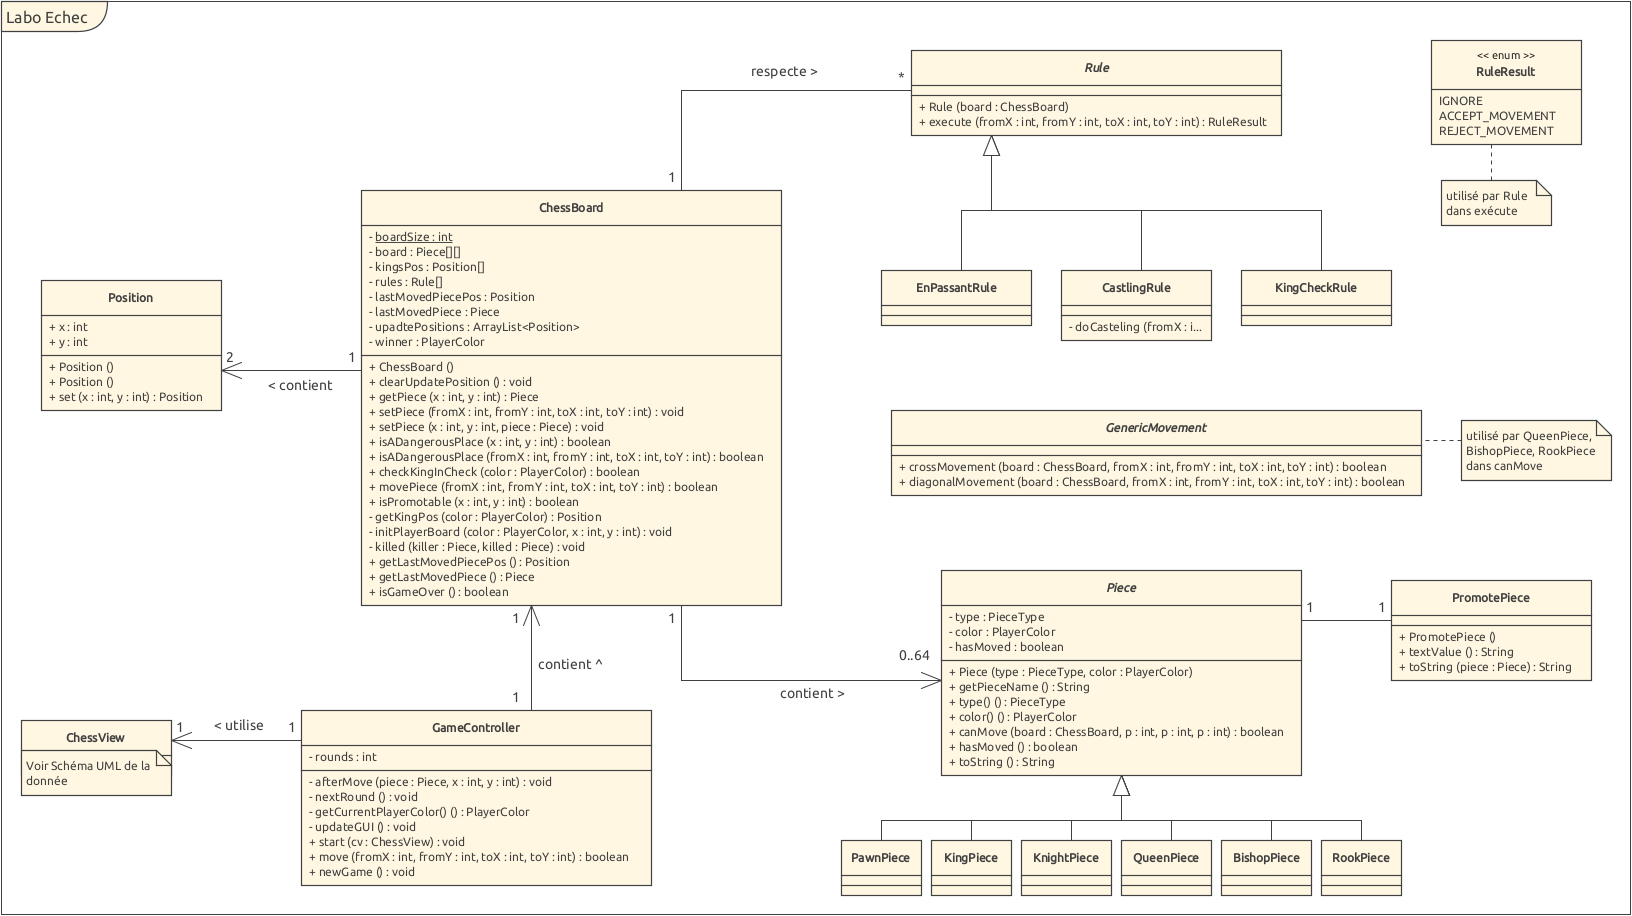 Labo Echec
respecte >
*
1
Rule
+ Rule (board : ChessBoard)
+ execute (fromX : int, fromY : int, toX : int, toY : int) : RuleResult
<< enum >>
RuleResult
IGNORE
ACCEPT_MOVEMENT
REJECT_MOVEMENT
utilisé par Rule
dans exécute
EnPassantRule
CastlingRule
- doCasteling (fromX : i...
KingCheckRule
ChessBoard
- boardSize : int
- board : Piece[][]
- kingsPos : Position[]
- rules : Rule[]
- lastMovedPiecePos : Position
- lastMovedPiece : Piece
- upadtePositions : ArrayList<Position>
- winner : PlayerColor
+ ChessBoard ()
+ clearUpdatePosition () : void
+ getPiece (x : int, y : int) : Piece
+ setPiece (fromX : int, fromY : int, toX : int, toY : int) : void
+ setPiece (x : int, y : int, piece : Piece) : void
+ isADangerousPlace (x : int, y : int) : boolean
+ isADangerousPlace (fromX : int, fromY : int, toX : int, toY : int) : boolean
+ checkKingInCheck (color : PlayerColor) : boolean
+ movePiece (fromX : int, fromY : int, toX : int, toY : int) : boolean
+ isPromotable (x : int, y : int) : boolean
- getKingPos (color : PlayerColor) : Position
- initPlayerBoard (color : PlayerColor, x : int, y : int) : void
- killed (killer : Piece, killed : Piece) : void
+ getLastMovedPiecePos () : Position
+ getLastMovedPiece () : Piece
+ isGameOver () : boolean
Position
+ x : int
+ y : int
+ Position ()
+ Position ()
+ set (x : int, y : int) : Position
2
1
< contient
GenericMovement
+ crossMovement (board : ChessBoard, fromX : int, fromY : int, toX : int, toY : int) : boolean
+ diagonalMovement (board : ChessBoard, fromX : int, fromY : int, toX : int, toY : int) : boolean
utilisé par QueenPiece,
BishopPiece, RookPiece
dans canMove
1
contient ^
1
1
0..64
contient >
Piece
- type : PieceType
- color : PlayerColor
- hasMoved : boolean
+ Piece (type : PieceType, color : PlayerColor)
+ getPieceName () : String
+ type() () : PieceType
+ color() () : PlayerColor
+ canMove (board : ChessBoard, p : int, p : int, p : int) : boolean
+ hasMoved () : boolean
+ toString () : String
1
1
PromotePiece
+ PromotePiece ()
+ textValue () : String
+ toString (piece : Piece) : String
ChessView
Voir Schéma UML de la
donnée
1
< utilise
1
GameController
- rounds : int
- afterMove (piece : Piece, x : int, y : int) : void
- nextRound () : void
- getCurrentPlayerColor() () : PlayerColor
- updateGUI () : void
+ start (cv : ChessView) : void
+ move (fromX : int, fromY : int, toX : int, toY : int) : boolean
+ newGame () : void
PawnPiece
KingPiece
KnightPiece
QueenPiece
BishopPiece
RookPiece